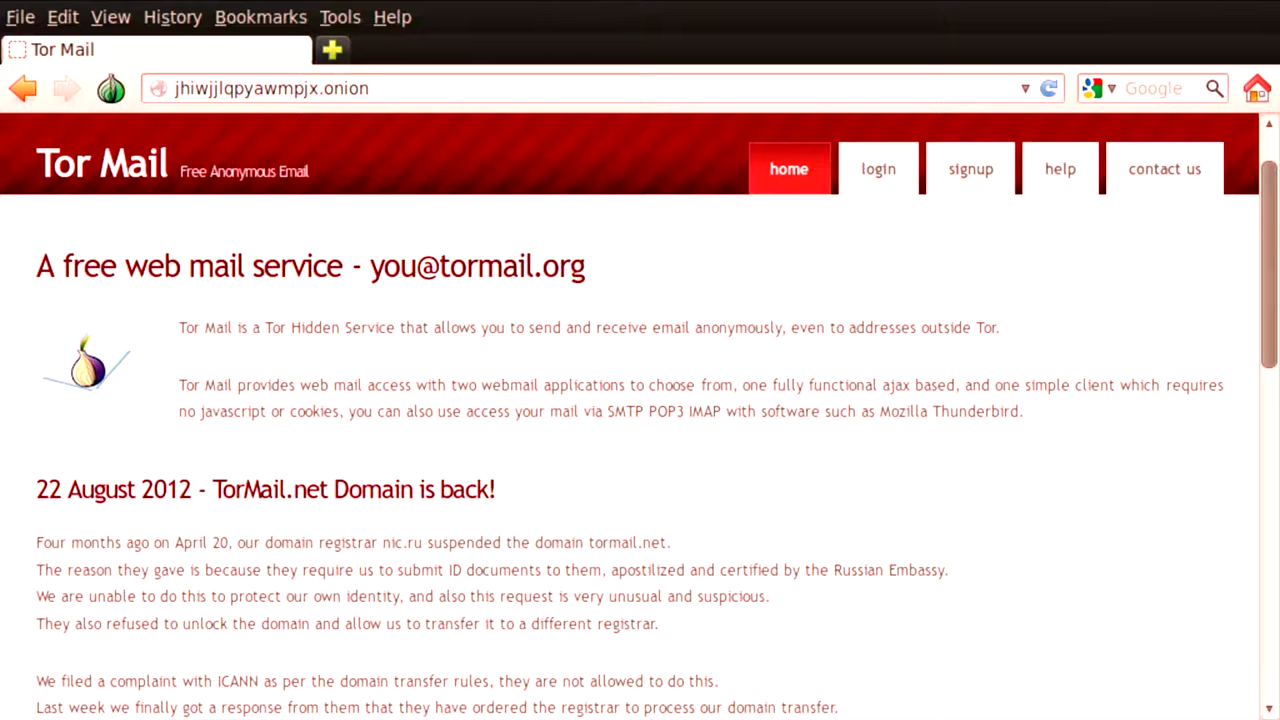 File Edit View History Bookmarks Tools Help
Tor Mail
jhiwjjlqpyawmpjx.onion
Google
Tor Mail Free Anonymous Email
home login signup help contact us
A free web mail service - you@tormail.org
Tor Mail is a Tor Hidden Service that allows you to send and receive email anonymously, even to addresses outside Tor.
Tor Mail provides web mail access with two webmail applications to choose from, one fully functional ajax based, and one simple client which requires
no javascript or cookies, you can also use access your mail via SMTP POP3 IMAP with software such as Mozilla Thunderbird.
22 August 2012 - TorMail.net Domain is back!
Four months ago on April 20, our domain registrar nic.ru suspended the domain tormail.net.
The reason they gave is because they require us to submit ID documents to them, apostilized and certified by the Russian Embassy.
We are unable to do this to protect our own identity, and also this request is very unusual and suspicious.
They also refused to unlock the domain and allow us to transfer it to a different registrar.
We filed a complaint with ICANN as per the domain transfer rules, they are not allowed to do this.
Last week we finally got a response from them that they have ordered the registrar to process our domain transfer.